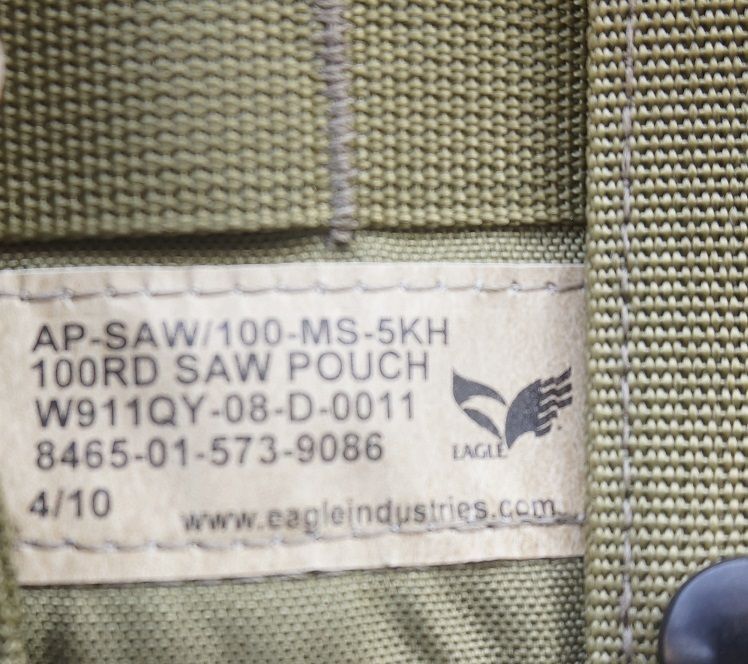 AP-SAW/100-MS-5KH
100RD SAW POUCH
W911QY-08-D-0011
8465-01-573-9086
EAGLE
4/10
www.eagleindustries.com